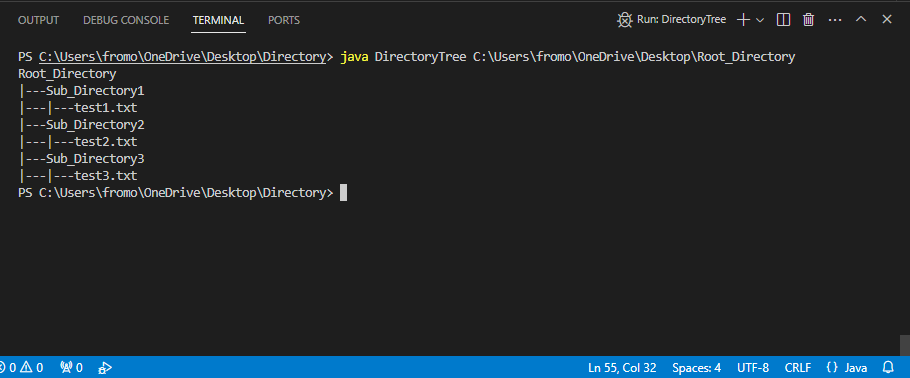 OUTPUT DEBUG CONSOLE TERMINAL PORTS Run: DirectoryTree
PS C:\Users\fromo\OneDrive\Desktop\Directory> java DirectoryTree C:\Users\fromo\OneDrive\Desktop\Root_Directory
Root_Directory
|---Sub_Directory1
|---|---test1.txt
|---Sub_Directory2
|---|---test2.txt
|---Sub_Directory3
|---|---test3.txt
PS C:\Users\fromo\OneDrive\Desktop\Directory>
0 0 0 Ln 55, Col 32 Spaces: 4 UTF-8 CRLF {} Java